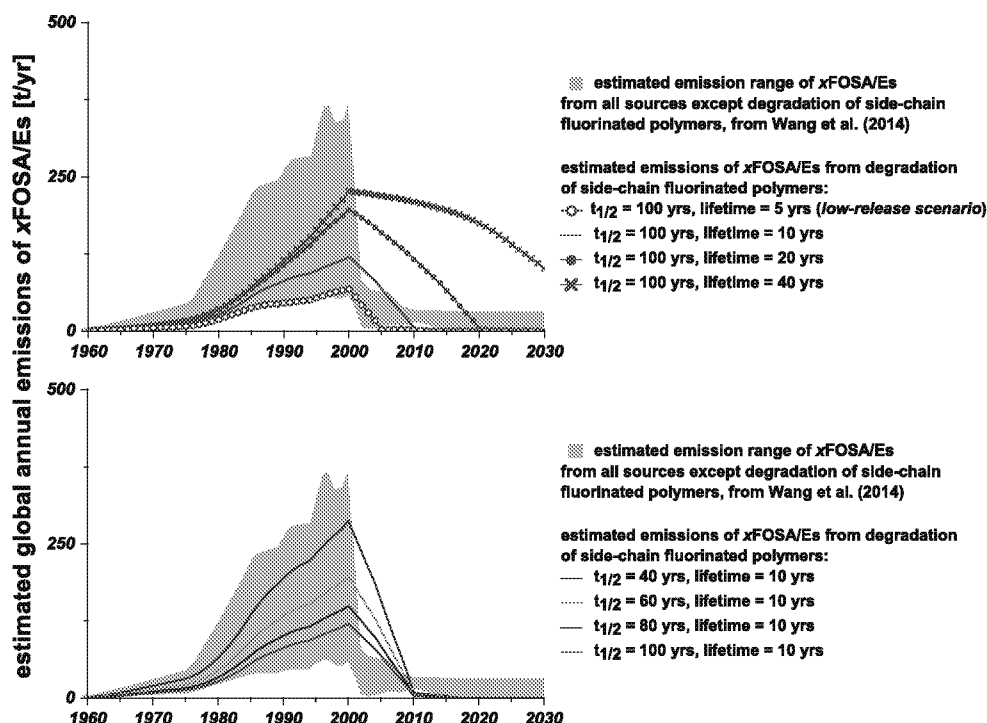 estimated global annual emissions of xFOSA/Es [t/yr]
500
250
0
1960 1970 1980 1990 2000 2010 2020 2030
estimated emission range of xFOSA/Es
from all sources except degradation of side-chain
fluorinated polymers, from Wang et al. (2014)
estimated emissions of xFOSA/Es from degradation
of side-chain fluorinated polymers:
t1/2 = 100 yrs, lifetime = 5 yrs (low-release scenario)
t1/2 = 100 yrs, lifetime = 10 yrs
t1/2 = 100 yrs, lifetime = 20 yrs
t1/2 = 100 yrs, lifetime = 40 yrs
500
250
0
1960 1970 1980 1990 2000 2010 2020 2030
estimated emission range of xFOSA/Es
from all sources except degradation of side-chain
fluorinated polymers, from Wang et al. (2014)
estimated emissions of xFOSA/Es from degradation
of side-chain fluorinated polymers:
t1/2 = 40 yrs, lifetime = 10 yrs
t1/2 = 60 yrs, lifetime = 10 yrs
t1/2 = 80 yrs, lifetime = 10 yrs
t1/2 = 100 yrs, lifetime = 10 yrs